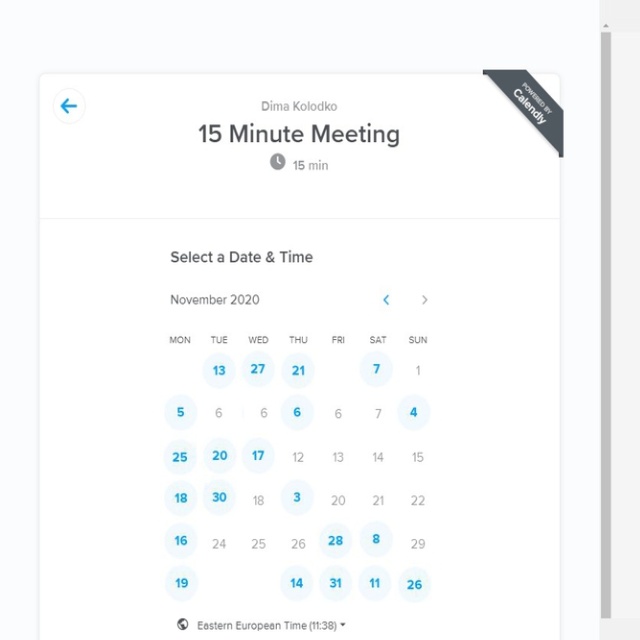 POWERED BY
Calendly
Dima Kolodko
15 Minute Meeting
15 min
Select a Date & Time
November 2020
MON TUE WED THU FRI SAT SUN
13 27 21 7 1
5 6 6 6 6 7 4
25 20 17 12 13 14 15
18 30 18 3 20 21 22
16 24 25 26 28 8 29
19 14 31 11 26
Eastern European Time (11:38)